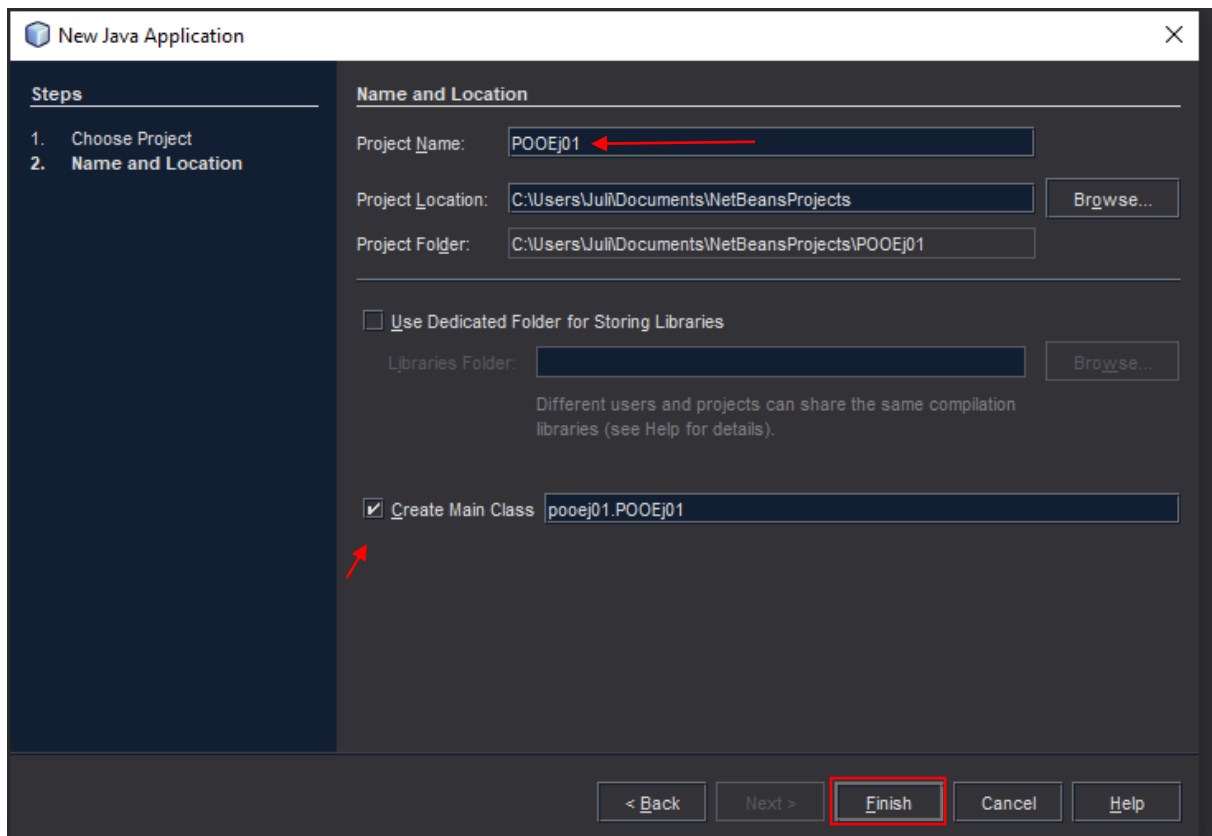 New Java Application
Steps
1. Choose Project
2. Name and Location
Name and Location
Project Name: POOEj01
Project Location: C:\Users\Juli\Documents\NetBeansProjects Browse...
Project Folder: C:\Users\Juli\Documents\NetBeansProjects\POOEj01
Use Dedicated Folder for Storing Libraries
Libraries Folder: Browse...
Different users and projects can share the same compilation
libraries (see Help for details).
Create Main Class pooej01.POOEj01
< Back Next > Finish Cancel Help